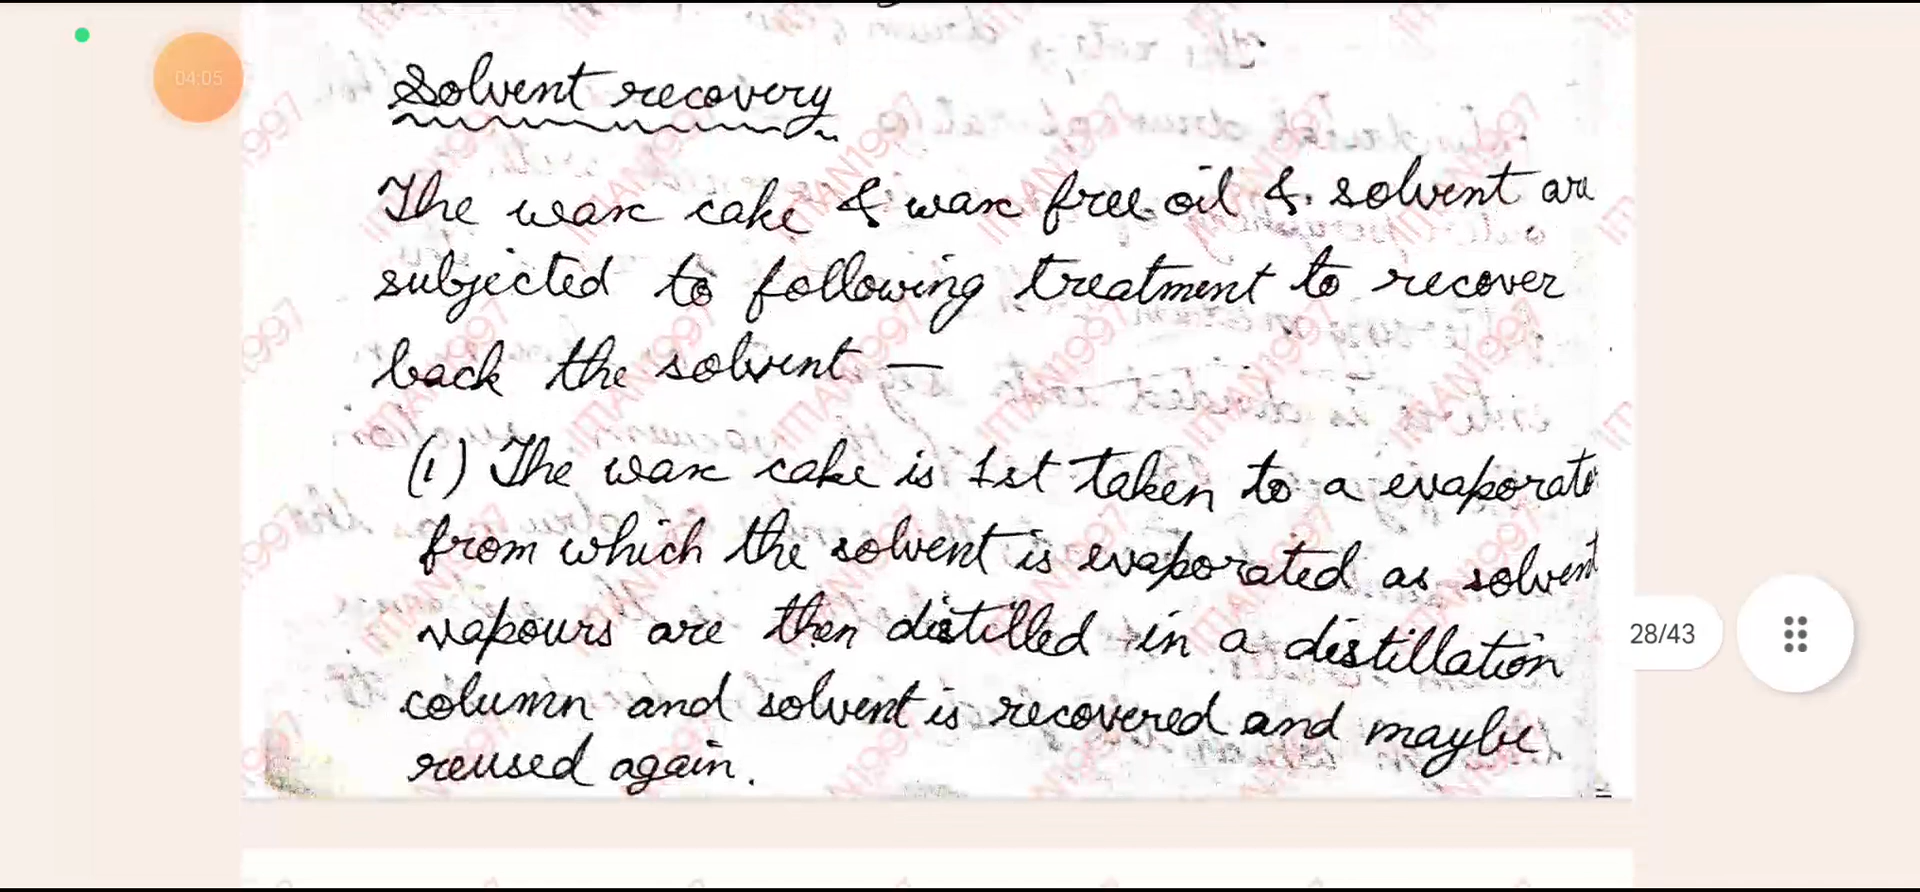 04:05
Solvent recovery
The wax cake & wax free oil & solvent are
subjected to following treatment to recover
back the solvent —
(1) The wax cake is 1st taken to a evaporato
from which the solvent is evaporated as solvent
vapours are then distilled in a distillation
column and solvent is recovered and maybe
reused again.
28/43
IITMAN1997